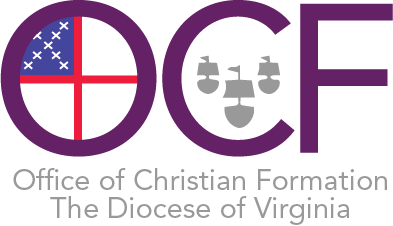 OCF
Office of Christian Formation
The Diocese of Virginia